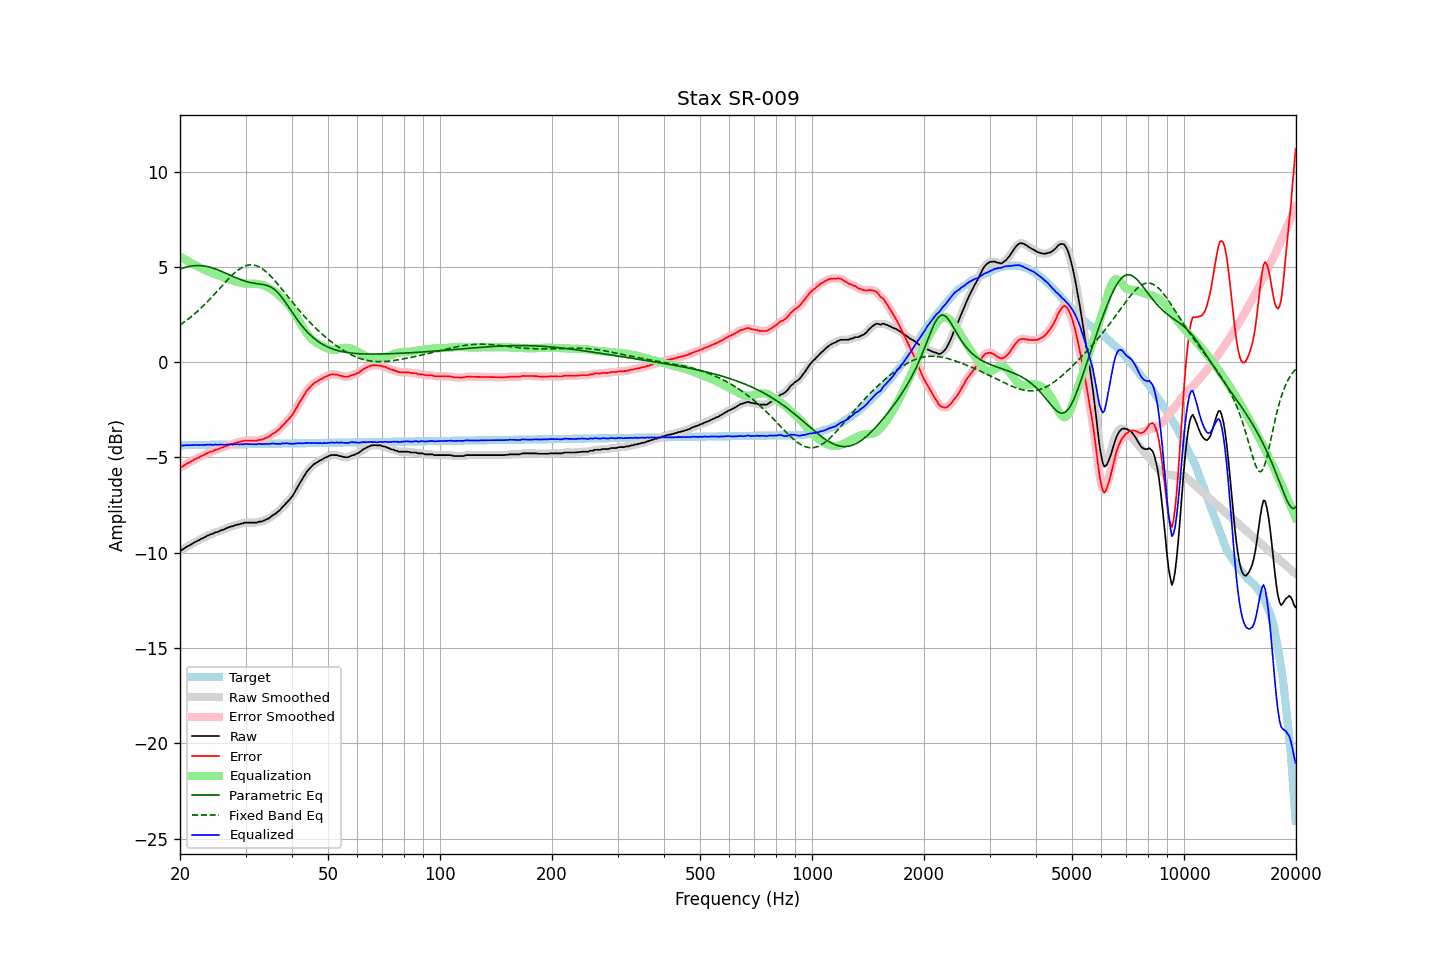 Stax SR-009
Amplitude (dBr)
10
5
0
−5
−10
−15
−20
−25
Target
Raw Smoothed
Error Smoothed
Raw
Error
Equalization
Parametric Eq
Fixed Band Eq
Equalized
20 50 100 200 500 1000 2000 5000 10000 20000
Frequency (Hz)